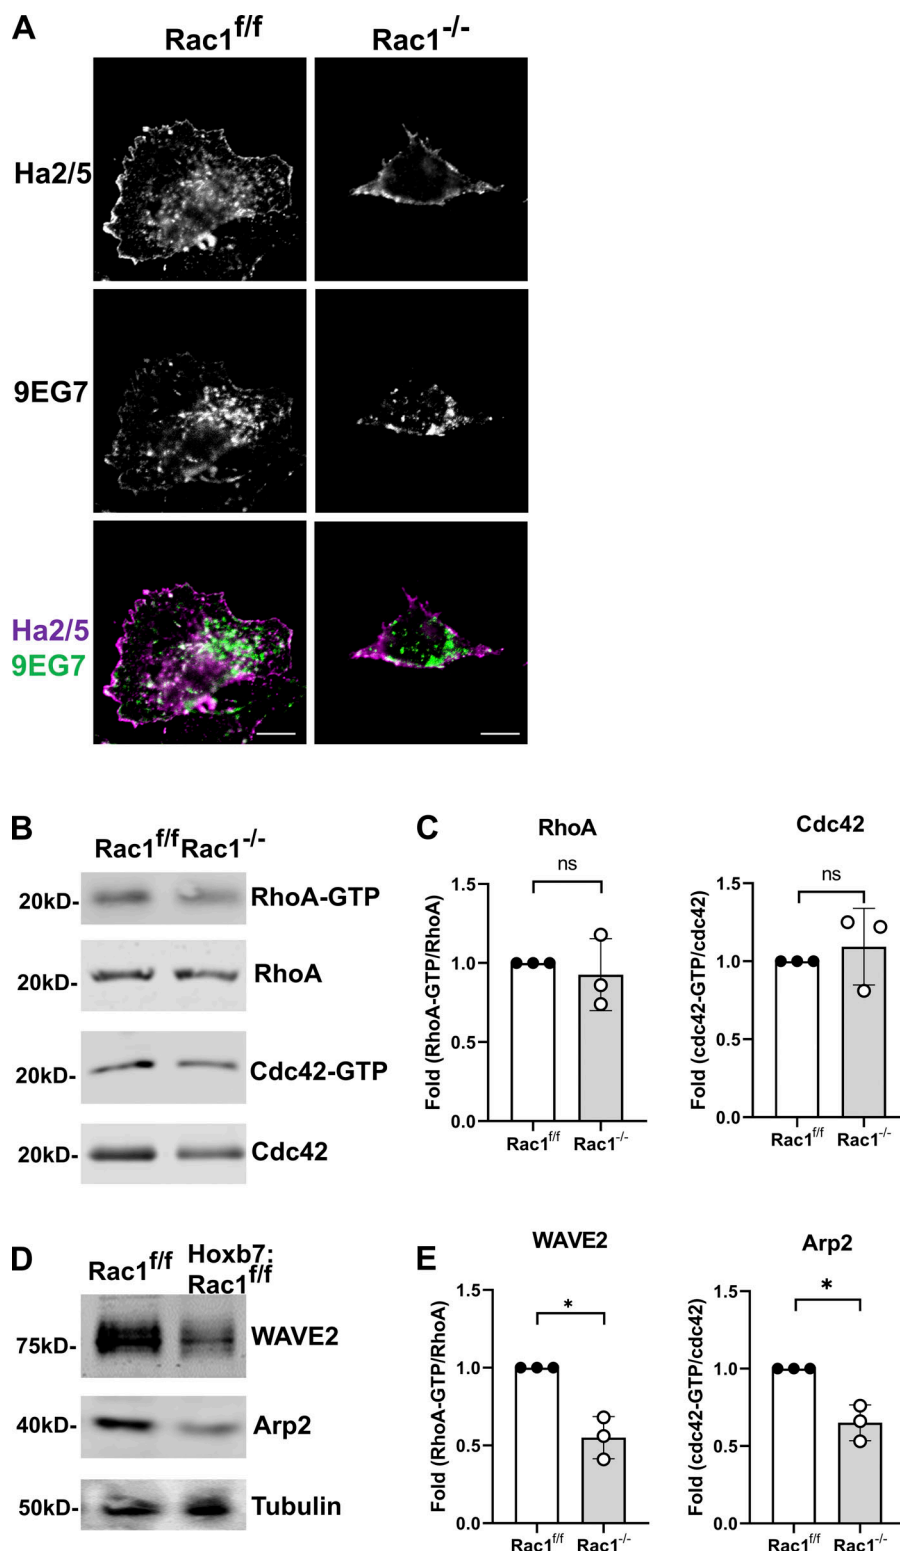 A
Rac1f/f
Rac1-/-
Ha2/5
9EG7
Ha2/5
9EG7
B
Rac1f/f Rac1-/-
20kD-
RhoA-GTP
20kD-
RhoA
20kD-
Cdc42-GTP
20kD-
Cdc42
C
RhoA
ns
Fold (RhoA-GTP/RhoA)
1.5
1.0
0.5
0.0
Rac1f/f
Rac1-/-
Cdc42
ns
Fold (cdc42-GTP/cdc42)
1.5
1.0
0.5
0.0
Rac1f/f
Rac1-/-
D
Rac1f/f
Hoxb7:
Rac1f/f
75kD-
WAVE2
40kD-
Arp2
50kD-
Tubulin
E
WAVE2
*
Fold (RhoA-GTP/RhoA)
1.5
1.0
0.5
0.0
Rac1f/f
Rac1-/-
Arp2
*
Fold (cdc42-GTP/cdc42)
1.5
1.0
0.5
0.0
Rac1f/f
Rac1-/-